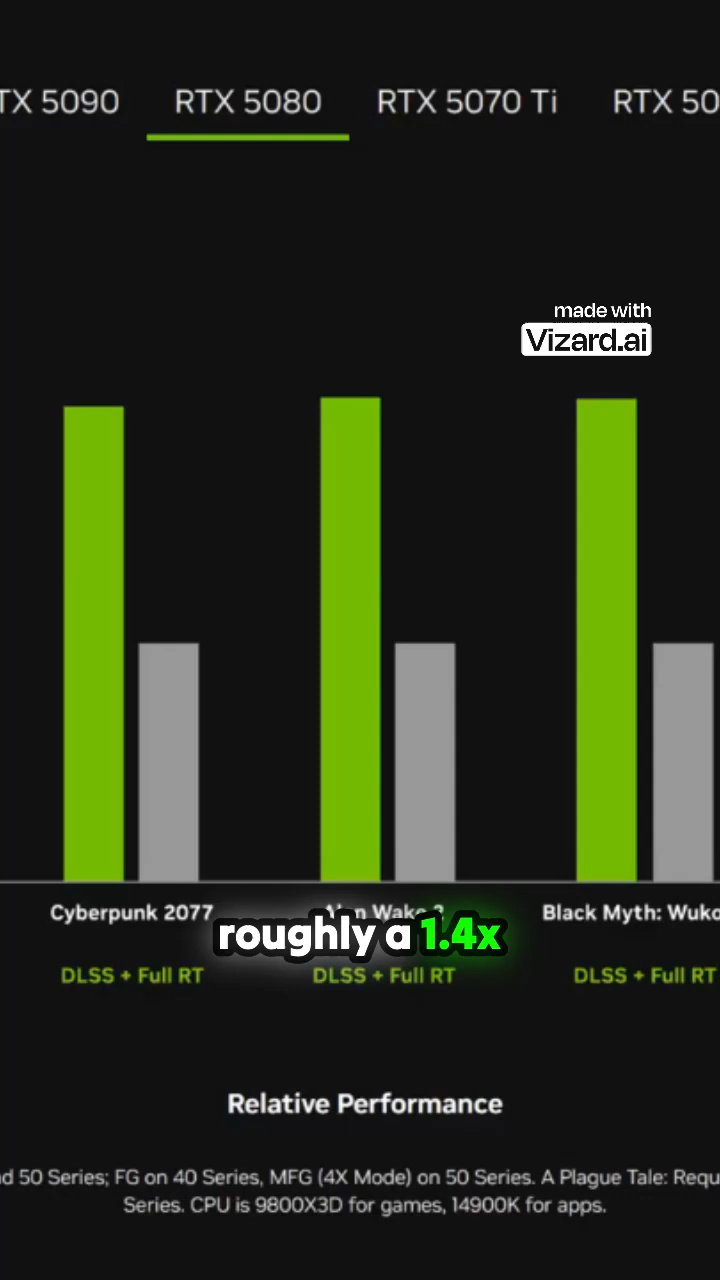 TX 5090 RTX 5080 RTX 5070 Ti RTX 50
made with
Vizard.ai
Cyberpunk 2077 Alan Wake 2 Black Myth: Wuko
roughly a 1.4x
DLSS + Full RT DLSS + Full RT DLSS + Full RT
Relative Performance
nd 50 Series; FG on 40 Series, MFG (4X Mode) on 50 Series. A Plague Tale: Requ
Series. CPU is 9800X3D for games, 14900K for apps.